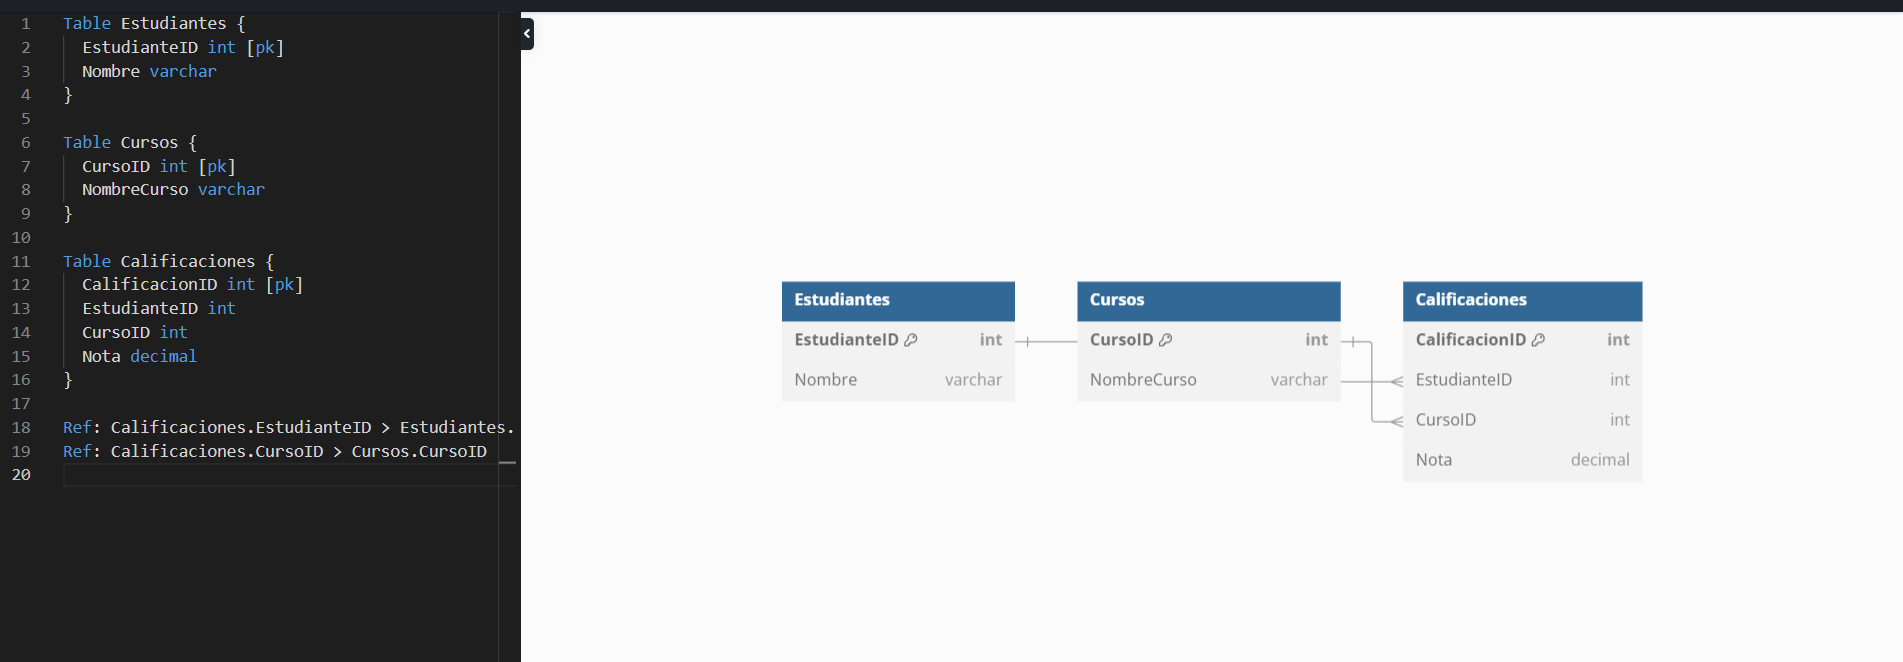 1 Table Estudiantes {
2 EstudianteID int [pk]
3 Nombre varchar
4 }
5
6 Table Cursos {
7 CursoID int [pk]
8 NombreCurso varchar
9 }
10
11 Table Calificaciones {
12 CalificacionID int [pk]
13 EstudianteID int
14 CursoID int
15 Nota decimal
16 }
17
18 Ref: Calificaciones.EstudianteID > Estudiantes.
19 Ref: Calificaciones.CursoID > Cursos.CursoID
20
Estudiantes
EstudianteID int
Nombre varchar
Cursos
CursoID int
NombreCurso varchar
Calificaciones
CalificacionID int
EstudianteID int
CursoID int
Nota decimal